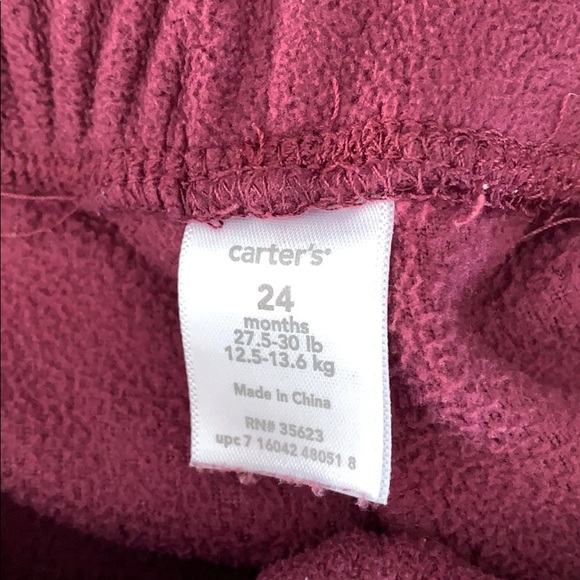 carter's®
24
months
27.5-30 lb
12.5-13.6 kg
Made in China
RN# 35623
upc 7 16042 48051 8